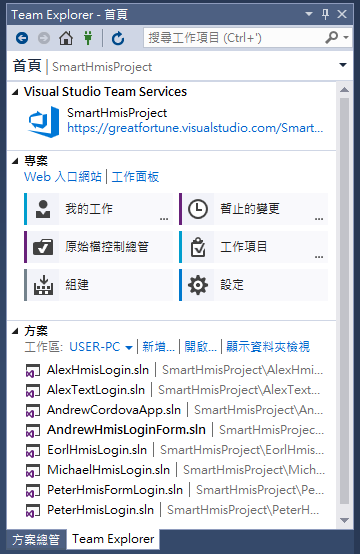 Team Explorer - 首頁
搜尋工作項目 (Ctrl+')
首頁 | SmartHmisProject
Visual Studio Team Services
SmartHmisProject
https://greatfortune.visualstudio.com/Smart
專案
Web 入口網站 | 工作面板
我的工作 ... 暫止的變更 ...
原始檔控制總管 工作項目 ...
組建 設定
方案
工作區: USER-PC 新增... | 開啟... | 顯示資料夾檢視
AlexHmisLogin.sln | SmartHmisProject\AlexHmi...
AlexTextLogin.sln | SmartHmisProject\AlexText...
AndrewCordovaApp.sln | SmartHmisProject\An...
AndrewHmisLoginForm.sln | SmartHmisProjec...
EorlHmisLogin.sln | SmartHmisProject\EorlHmis...
MichaelHmisLogin.sln | SmartHmisProject\Mich...
PeterHmisFormLogin.sln | SmartHmisProject\Pe...
PeterHmisLogin.sln | SmartHmisProject\PeterH...
方案總管 Team Explorer